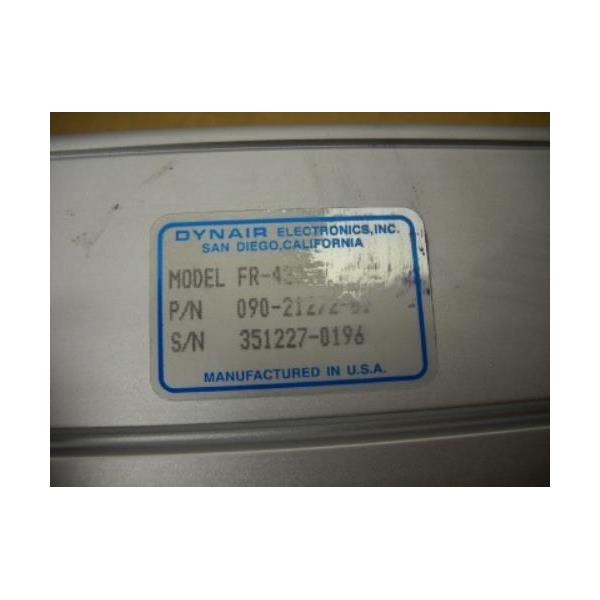 DYNAIR ELECTRONICS, INC.
SAN DIEGO, CALIFORNIA
MODEL
P/N
S/N 351227-0196
MANUFACTURED IN U.S.A.